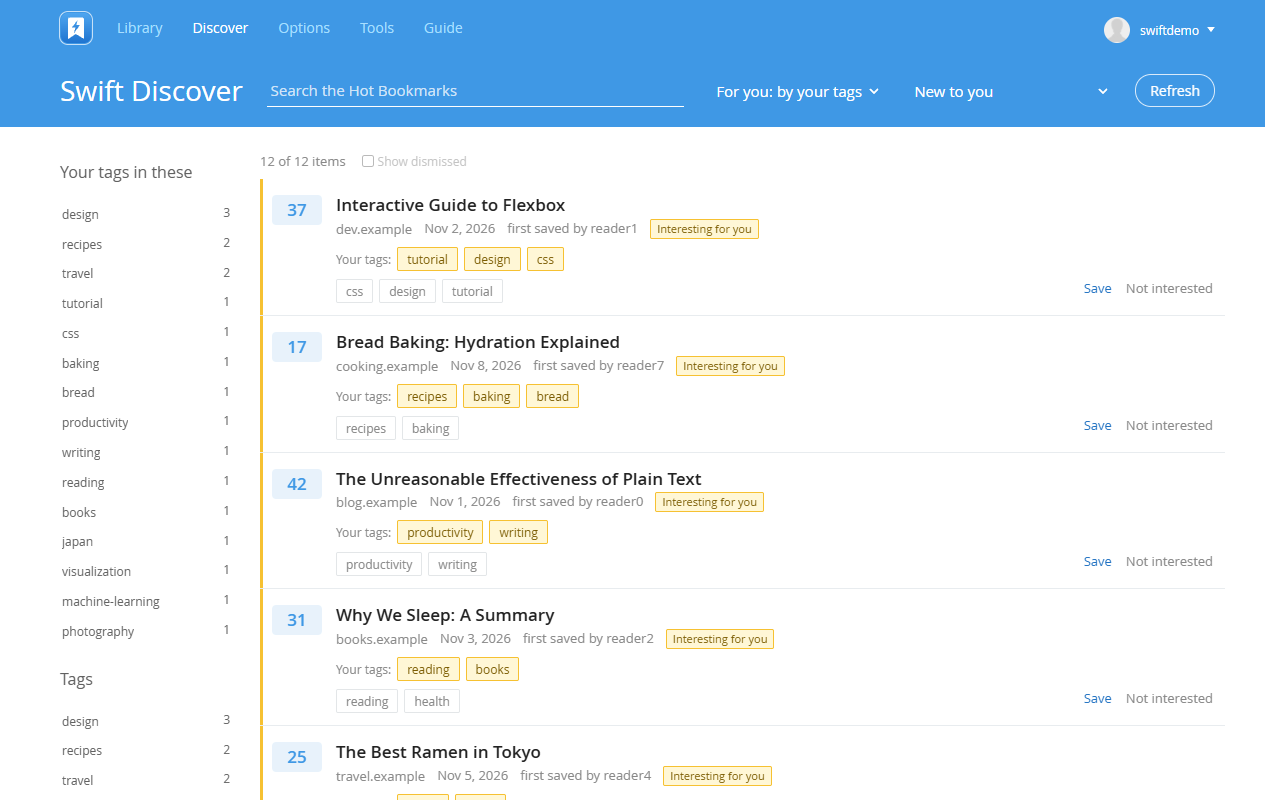 Library Discover Options Tools Guide swiftdemo
Swift Discover Search the Hot Bookmarks For you: by your tags New to you Refresh
Your tags in these
design 3
recipes 2
travel 2
tutorial 1
css 1
baking 1
bread 1
productivity 1
writing 1
reading 1
books 1
japan 1
visualization 1
machine-learning 1
photography 1
Tags
design 3
recipes 2
travel 2
12 of 12 items Show dismissed
37 Interactive Guide to Flexbox
dev.example Nov 2, 2026 first saved by reader1 Interesting for you
Your tags: tutorial design css
css design tutorial Save Not interested
17 Bread Baking: Hydration Explained
cooking.example Nov 8, 2026 first saved by reader7 Interesting for you
Your tags: recipes baking bread
recipes baking Save Not interested
42 The Unreasonable Effectiveness of Plain Text
blog.example Nov 1, 2026 first saved by reader0 Interesting for you
Your tags: productivity writing
productivity writing Save Not interested
31 Why We Sleep: A Summary
books.example Nov 3, 2026 first saved by reader2 Interesting for you
Your tags: reading books
reading health Save Not interested
25 The Best Ramen in Tokyo
travel.example Nov 5, 2026 first saved by reader4 Interesting for you